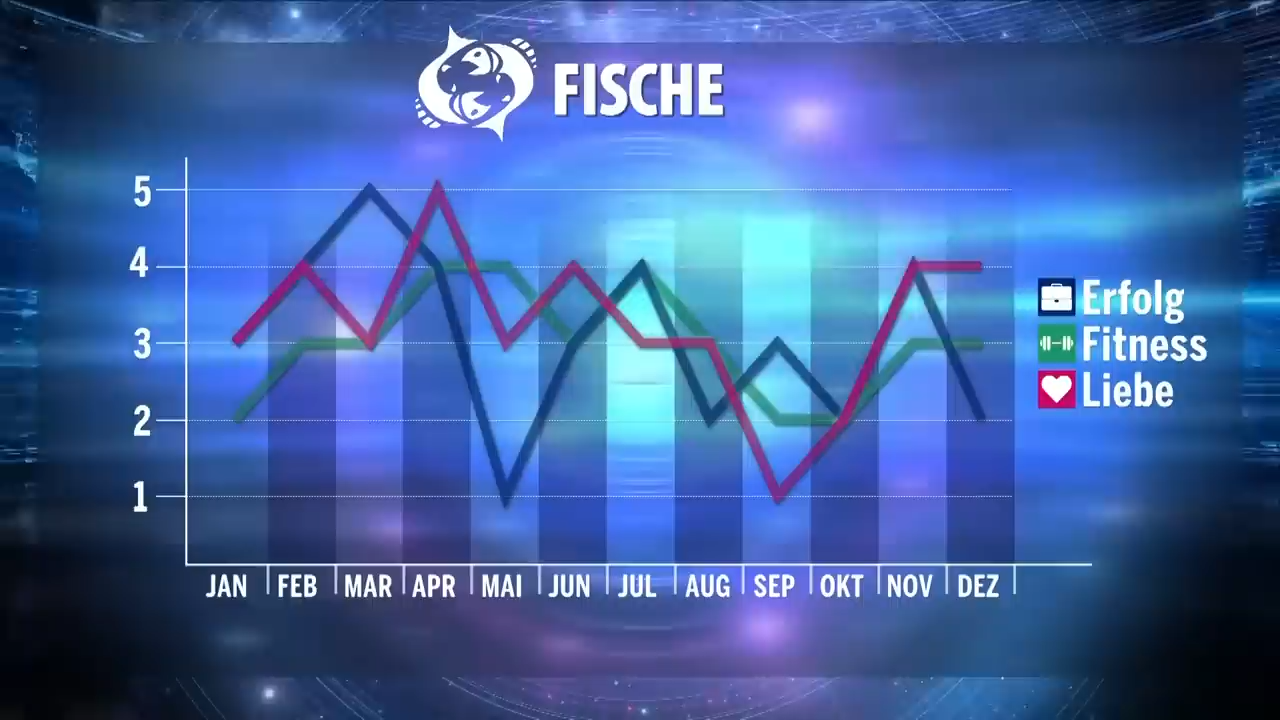 FISCHE
5
4
3
2
1
Erfolg
Fitness
Liebe
JAN FEB MAR APR MAI JUN JUL AUG SEP OKT NOV DEZ